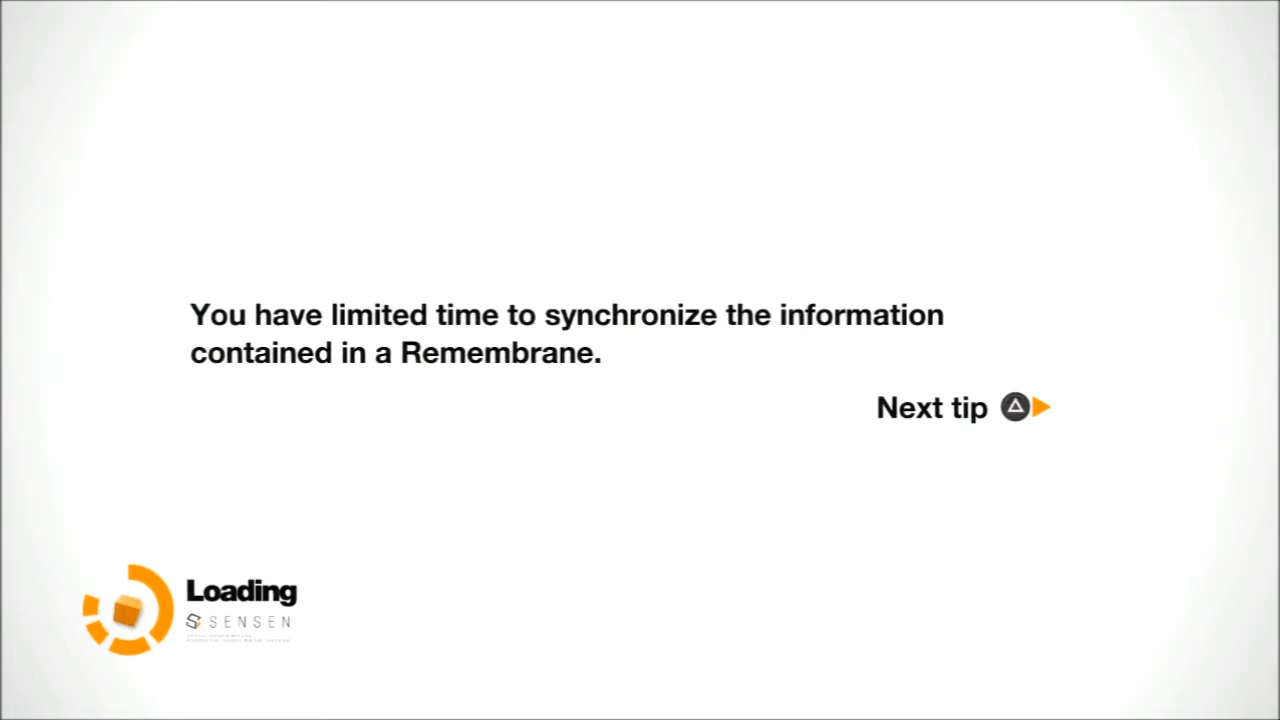 You have limited time to synchronize the information
contained in a Remembrane.
Next tip
Loading
SENSEN